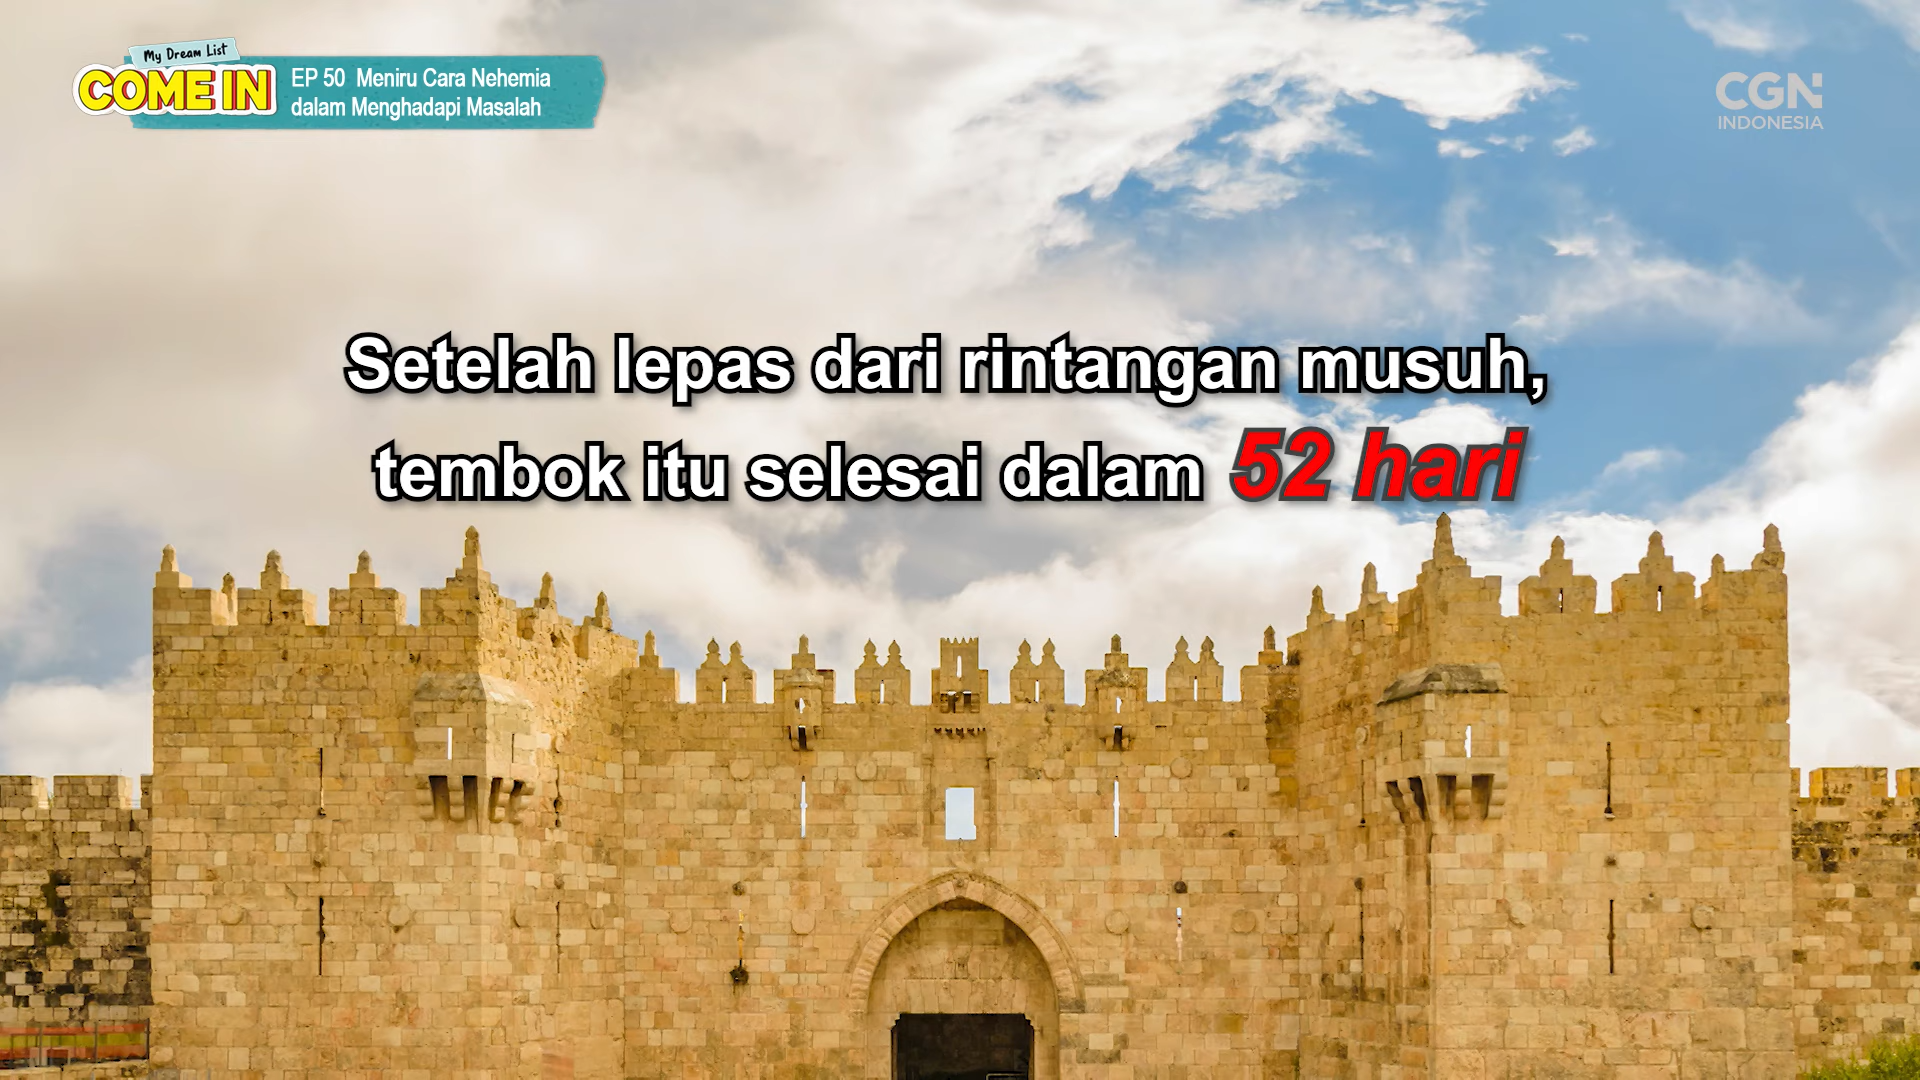 My Dream List
COME IN
EP 50 Meniru Cara Nehemia
dalam Menghadapi Masalah
CGN
INDONESIA
Setelah lepas dari rintangan musuh,
tembok itu selesai dalam 52 hari